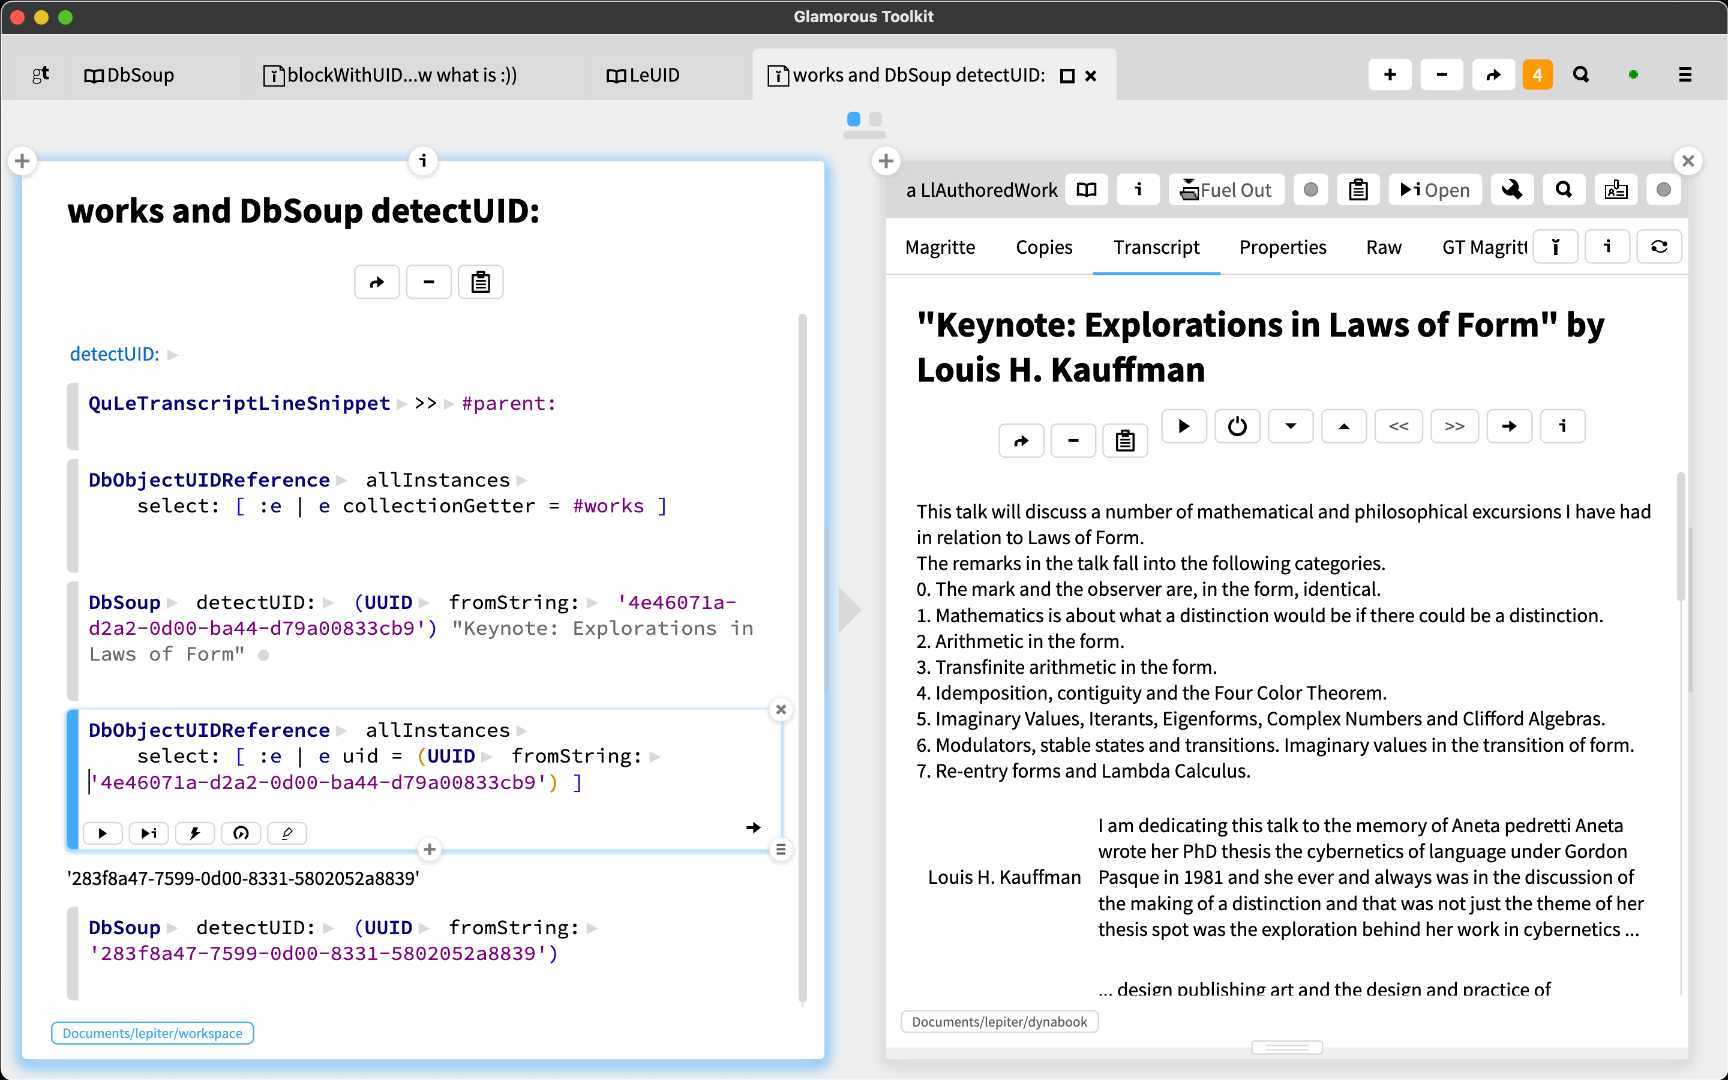 Glamorous Toolkit
gt
DbSoup
blockWithUID...w what is :))
LeUID
works and DbSoup detectUID:
4
works and DbSoup detectUID:
detectUID:
QuLeTranscriptLineSnippet >> #parent:
DbObjectUIDReference allInstances
select: [ :e | e collectionGetter = #works ]
DbSoup detectUID: (UUID fromString: '4e46071a-
d2a2-0d00-ba44-d79a00833cb9') "Keynote: Explorations in
Laws of Form"
DbObjectUIDReference allInstances
select: [ :e | e uid = (UUID fromString:
'4e46071a-d2a2-0d00-ba44-d79a00833cb9') ]
'283f8a47-7599-0d00-8331-5802052a8839'
DbSoup detectUID: (UUID fromString:
'283f8a47-7599-0d00-8331-5802052a8839')
Documents/lepiter/workspace
a LlAuthoredWork
Fuel Out
Open
Magritte
Copies
Transcript
Properties
Raw
GT Magritt
"Keynote: Explorations in Laws of Form" by
Louis H. Kauffman
<<
>>
This talk will discuss a number of mathematical and philosophical excursions I have had
in relation to Laws of Form.
The remarks in the talk fall into the following categories.
0. The mark and the observer are, in the form, identical.
1. Mathematics is about what a distinction would be if there could be a distinction.
2. Arithmetic in the form.
3. Transfinite arithmetic in the form.
4. Idemposition, contiguity and the Four Color Theorem.
5. Imaginary Values, Iterants, Eigenforms, Complex Numbers and Clifford Algebras.
6. Modulators, stable states and transitions. Imaginary values in the transition of form.
7. Re-entry forms and Lambda Calculus.
Louis H. Kauffman
I am dedicating this talk to the memory of Aneta pedretti Aneta
wrote her PhD thesis the cybernetics of language under Gordon
Pasque in 1981 and she ever and always was in the discussion of
the making of a distinction and that was not just the theme of her
thesis spot was the exploration behind her work in cybernetics ...
... design publishing art and the design and practice of
Documents/lepiter/dynabook